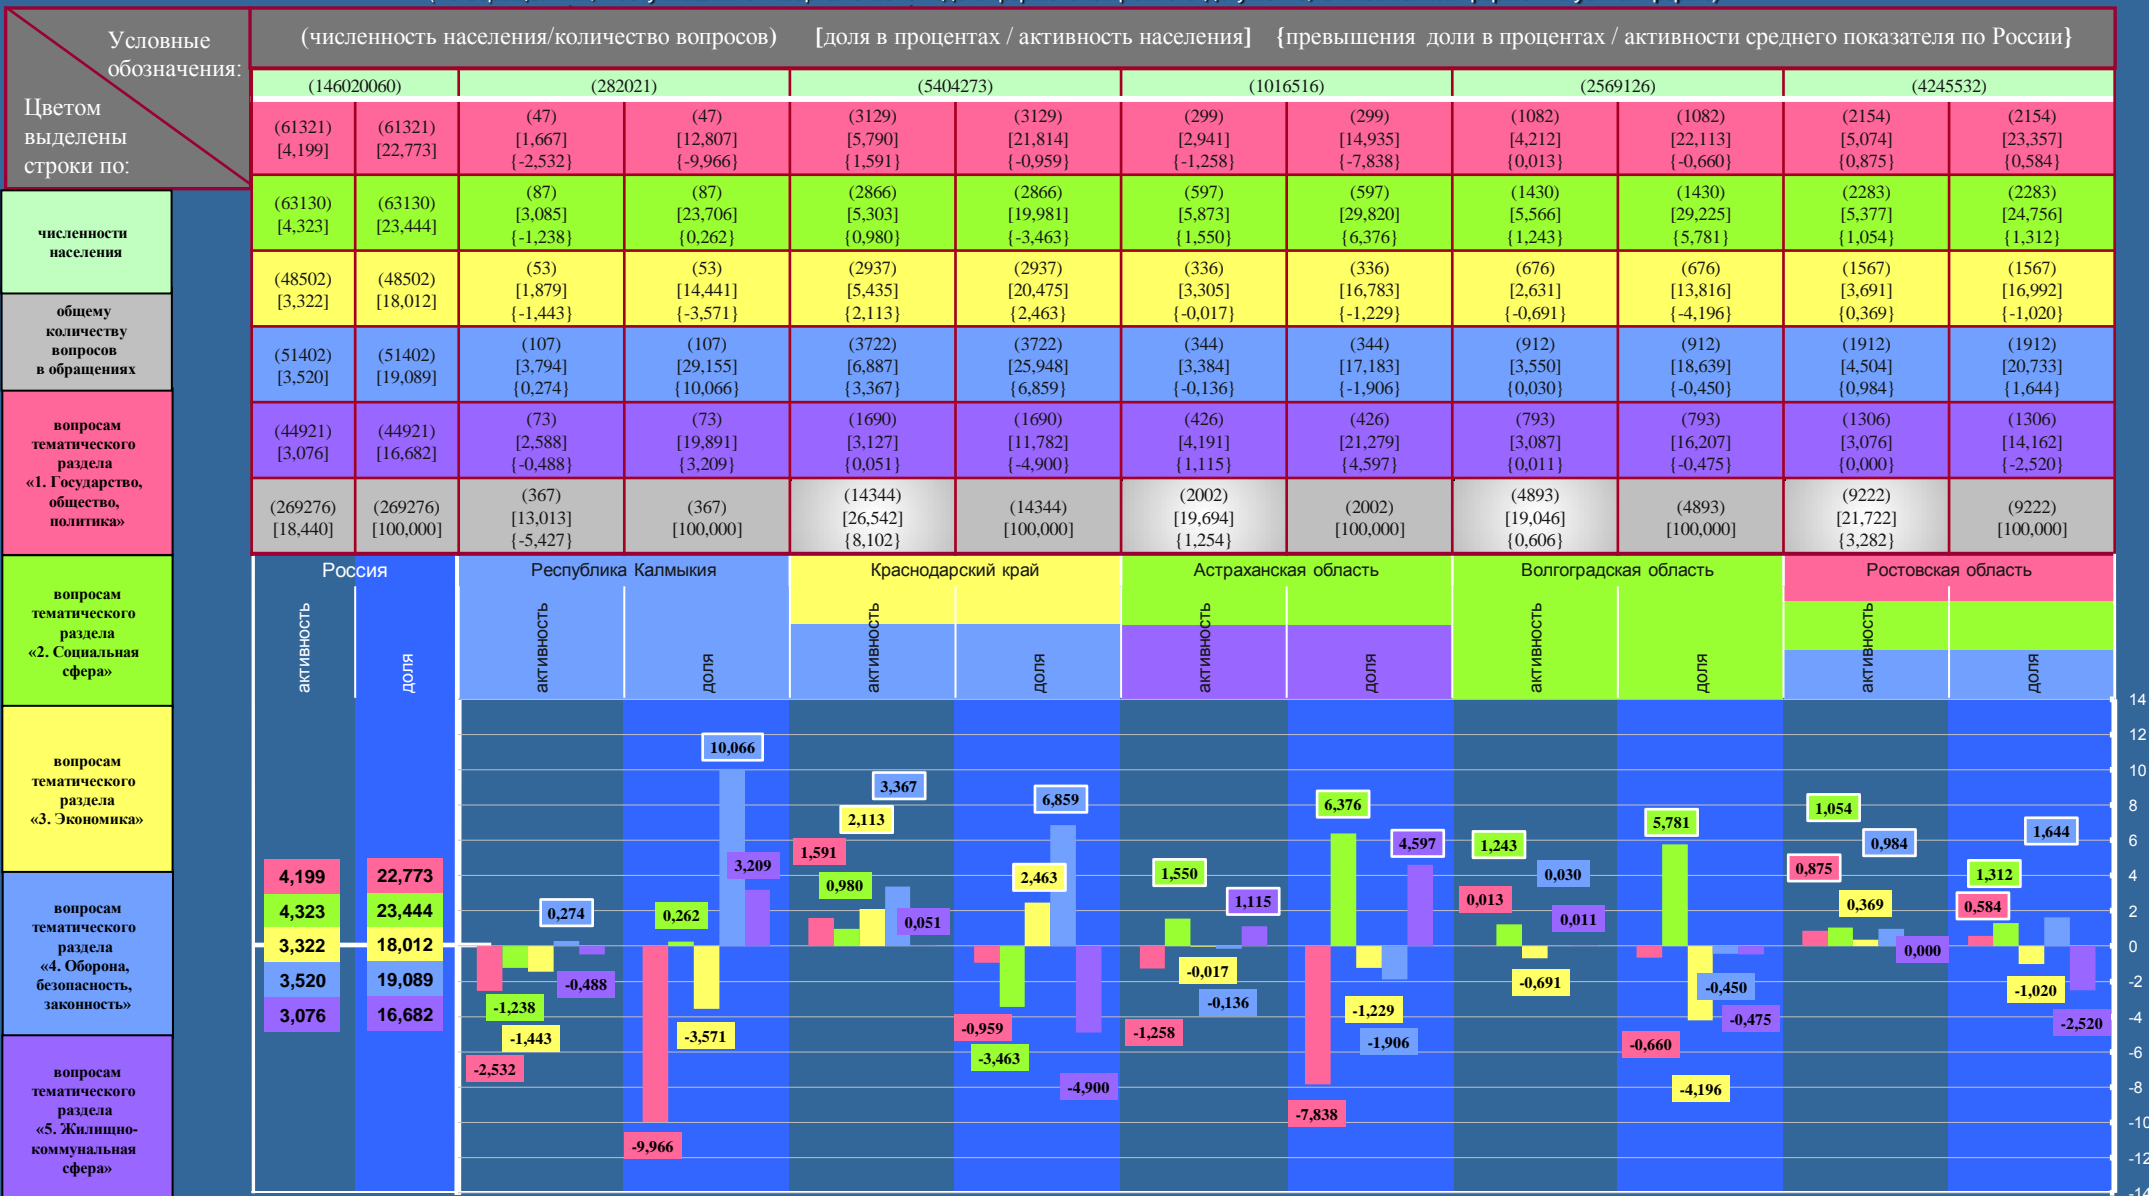 Условные
обозначения:
Цветом
выделены
строки по:
(численность населения/количество вопросов) [доля в процентах / активность населения] {превышения доли в процентах / активности среднего показателя по России}
(146020060) (282021) (5404273) (1016516) (2569126) (4245532)
(61321) (61321) (47) (47) (3129) (3129) (299) (299) (1082) (1082) (2154) (2154)
[4,199] [22,773] [1,667] [12,807] [5,790] [21,814] [2,941] [14,935] [4,212] [22,113] [5,074] [23,357]
{-2,532} {-9,966} {1,591} {-0,959} {-1,258} {-7,838} {0,013} {-0,660} {0,875} {0,584}
(63130) (63130) (87) (87) (2866) (2866) (597) (597) (1430) (1430) (2283) (2283)
[4,323] [23,444] [3,085] [23,706] [5,303] [19,981] [5,873] [29,820] [5,566] [29,225] [5,377] [24,756]
{-1,238} {0,262} {0,980} {-3,463} {1,550} {6,376} {1,243} {5,781} {1,054} {1,312}
(48502) (48502) (53) (53) (2937) (2937) (336) (336) (676) (676) (1567) (1567)
[3,322] [18,012] [1,879] [14,441] [5,435] [20,475] [3,305] [16,783] [2,631] [13,816] [3,691] [16,992]
{-1,443} {-3,571} {2,113} {2,463} {-0,017} {-1,229} {-0,691} {-4,196} {0,369} {-1,020}
(51402) (51402) (107) (107) (3722) (3722) (344) (344) (912) (912) (1912) (1912)
[3,520] [19,089] [3,794] [29,155] [6,887] [25,948] [3,384] [17,183] [3,550] [18,639] [4,504] [20,733]
{0,274} {10,066} {3,367} {6,859} {-0,136} {-1,906} {0,030} {-0,450} {0,984} {1,644}
(44921) (44921) (73) (73) (1690) (1690) (426) (426) (793) (793) (1306) (1306)
[3,076] [16,682] [2,588] [19,891] [3,127] [11,782] [4,191] [21,279] [3,087] [16,207] [3,076] [14,162]
{-0,488} {3,209} {0,051} {-4,900} {1,115} {4,597} {0,011} {-0,475} {0,000} {-2,520}
(269276) (269276) (367) (367) (14344) (14344) (2002) (2002) (4893) (4893) (9222) (9222)
[18,440] [100,000] [13,013] [100,000] [26,542] [100,000] [19,694] [100,000] [19,046] [100,000] [21,722] [100,000]
{-5,427} {8,102} {1,254} {0,606} {3,282}
численности
населения
общему
количеству
вопросов
в обращениях
вопросам
тематического
раздела
«1. Государство,
общество,
политика»
вопросам
тематического
раздела
«2. Социальная
сфера»
вопросам
тематического
раздела
«3. Экономика»
вопросам
тематического
раздела
«4. Оборона,
безопасность,
законность»
вопросам
тематического
раздела
«5. Жилищно-
коммунальная
сфера»
Россия Республика Калмыкия Краснодарский край Астраханская область Волгоградская область Ростовская область
активность доля активность доля активность доля активность доля активность доля активность доля
4,199 22,773
4,323 23,444
3,322 18,012
3,520 19,089
3,076 16,682
-2,532 -1,238 -1,443 0,274 -0,488
-9,966 0,262 -3,571 10,066 3,209
1,591 0,980 2,113 3,367 0,051
-0,959 -3,463 2,463 6,859 -4,900
-1,258 1,550 -0,017 -0,136 1,115
-7,838 6,376 -1,229 -1,906 4,597
0,013 1,243 -0,691 0,030 0,011
-0,660 5,781 -4,196 -0,450 -0,475
0,875 1,054 0,369 0,984 0,000
0,584 1,312 -1,020 1,644 -2,520
14
12
10
8
6
4
2
0
-2
-4
-6
-8
-10
-12